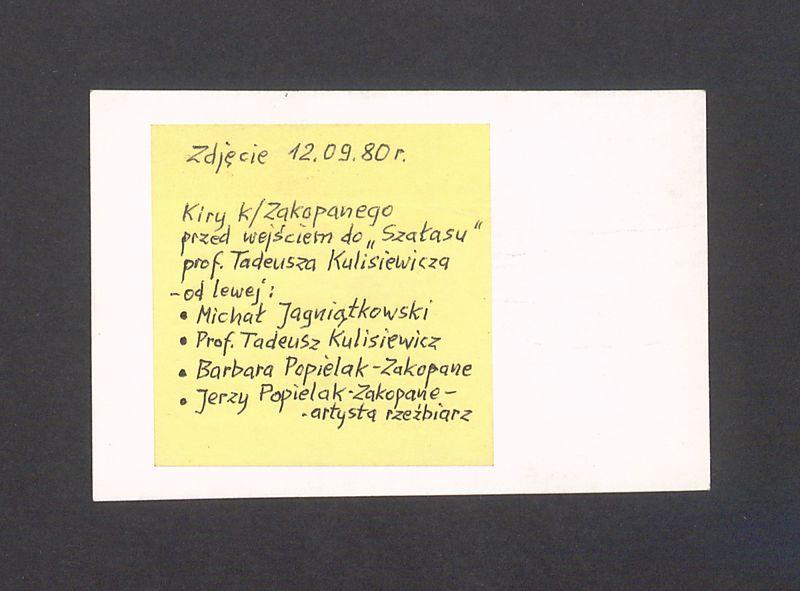 Zdjęcie 12.09.80 r.
Kiry k/Zakopanego
przed wejściem do „Szałasu"
prof. Tadeusza Kulisiewicza
- od lewej:
• Michał Jagniątkowski
• Prof. Tadeusz Kulisiewicz
• Barbara Popielak-Zakopane
• Jerzy Popielak-Zakopane-
-artysta rzeźbiarz